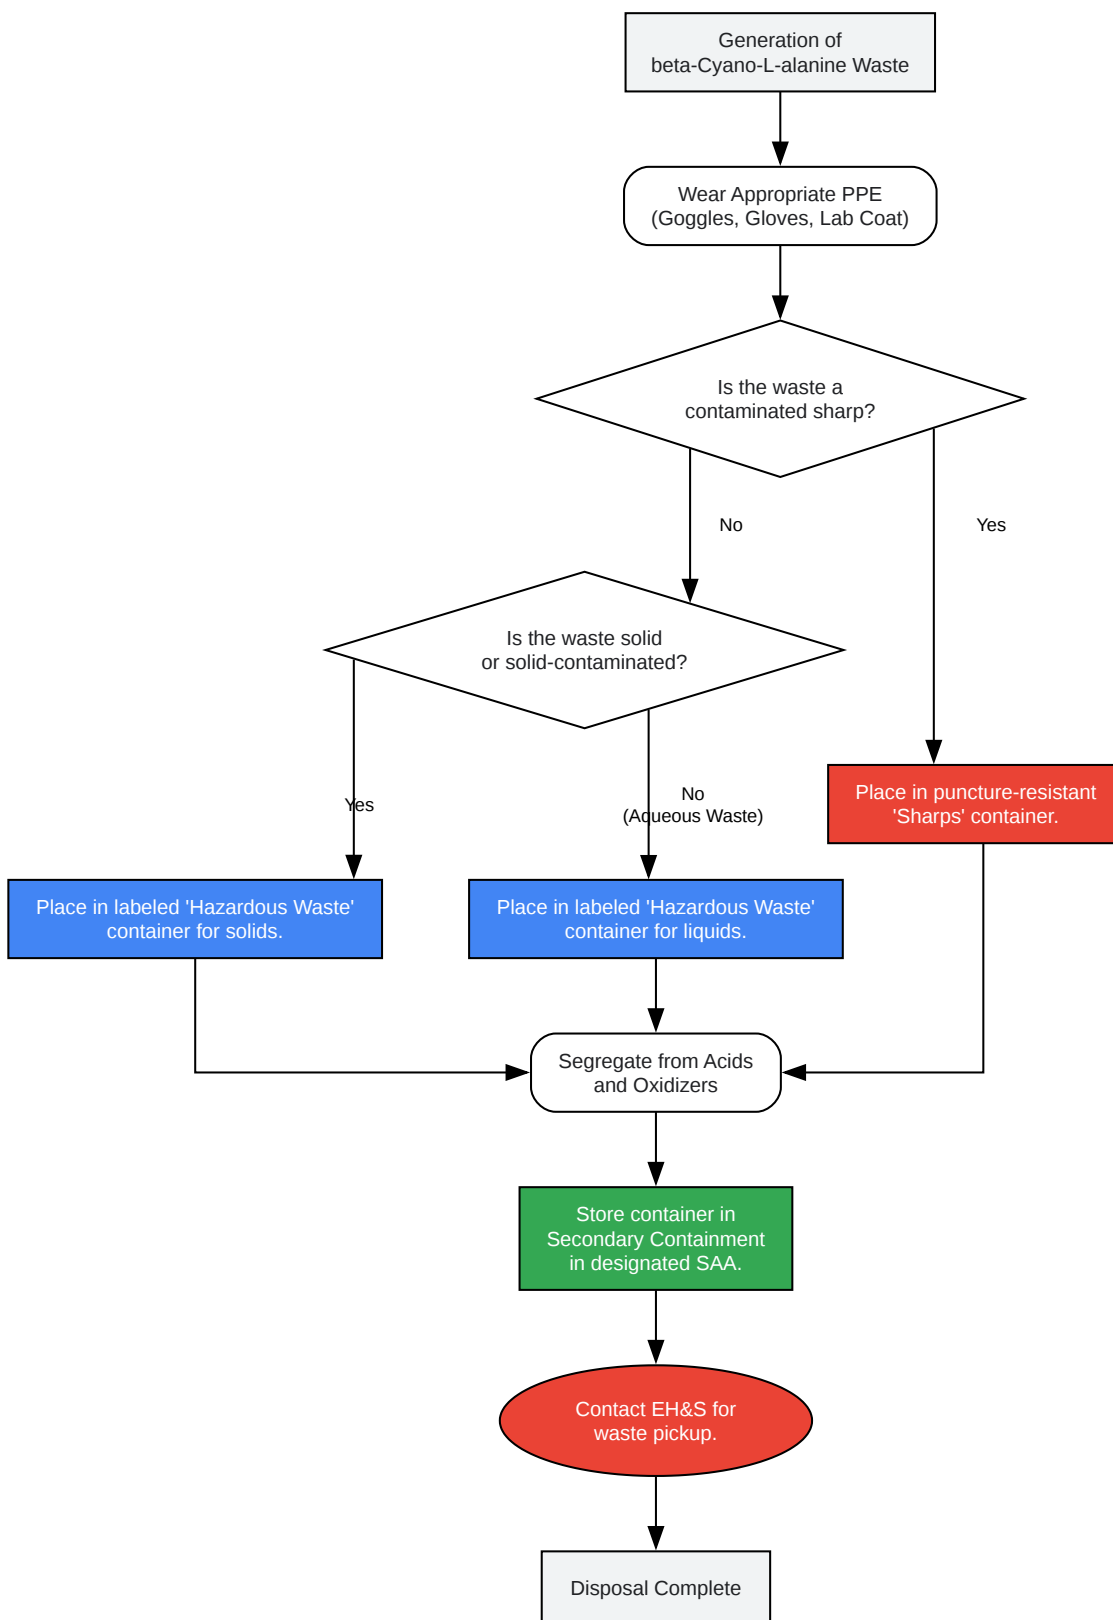 Generation of
beta-Cyano-L-alanine Waste
Wear Appropriate PPE
(Goggles, Gloves, Lab Coat)
Is the waste a
contaminated sharp?
No
Yes
Is the waste solid
or solid-contaminated?
Yes
No
(Aqueous Waste)
Place in puncture-resistant
'Sharps' container.
Place in labeled 'Hazardous Waste'
container for solids.
Place in labeled 'Hazardous Waste'
container for liquids.
Segregate from Acids
and Oxidizers
Store container in
Secondary Containment
in designated SAA.
Contact EH&S for
waste pickup.
Disposal Complete